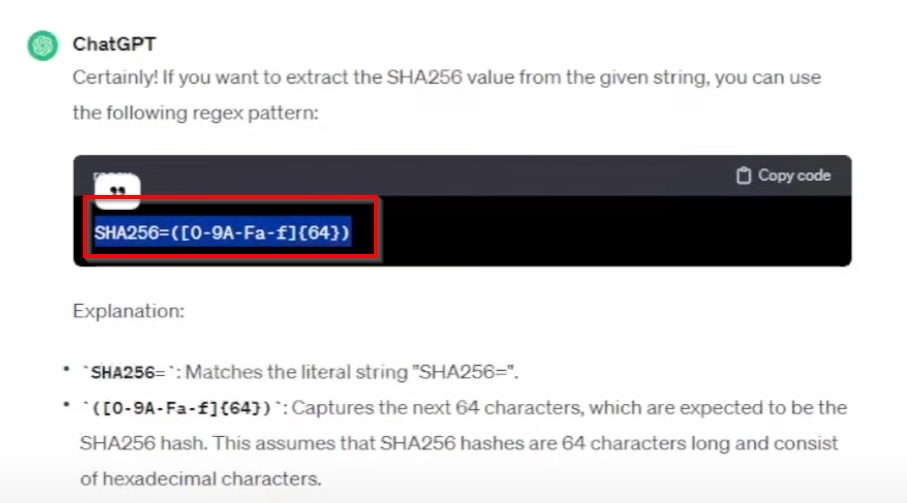 ChatGPT
Certainly! If you want to extract the SHA256 value from the given string, you can use
the following regex pattern:
Copy code
SHA256=([0-9A-Fa-f]{64})
Explanation:
• `SHA256=`: Matches the literal string "SHA256=".
• `([0-9A-Fa-f]{64})`: Captures the next 64 characters, which are expected to be the
SHA256 hash. This assumes that SHA256 hashes are 64 characters long and consist
of hexadecimal characters.